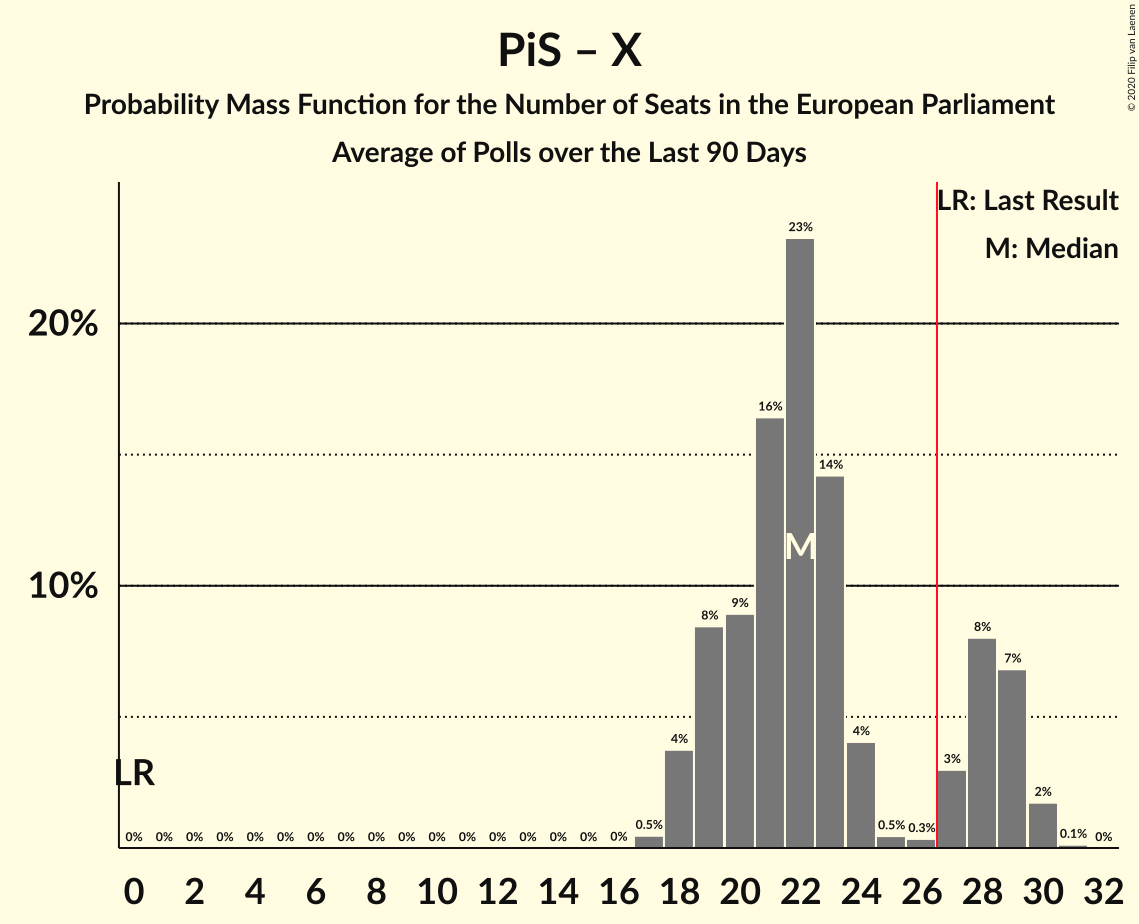 PiS – X
Probability Mass Function for the Number of Seats in the European Parliament
Average of Polls over the Last 90 Days
© 2020 Filip van Laenen
LR: Last Result
M: Median
23%
20%
16%
14%
M
10%
9%
8%
8%
7%
4%
4%
3%
LR
2%
0% 0% 0% 0% 0% 0% 0% 0% 0% 0% 0% 0% 0% 0% 0% 0% 0% 0.5% 0.5% 0.3% 0.1% 0%
0 2 4 6 8 10 12 14 16 18 20 22 24 26 28 30 32